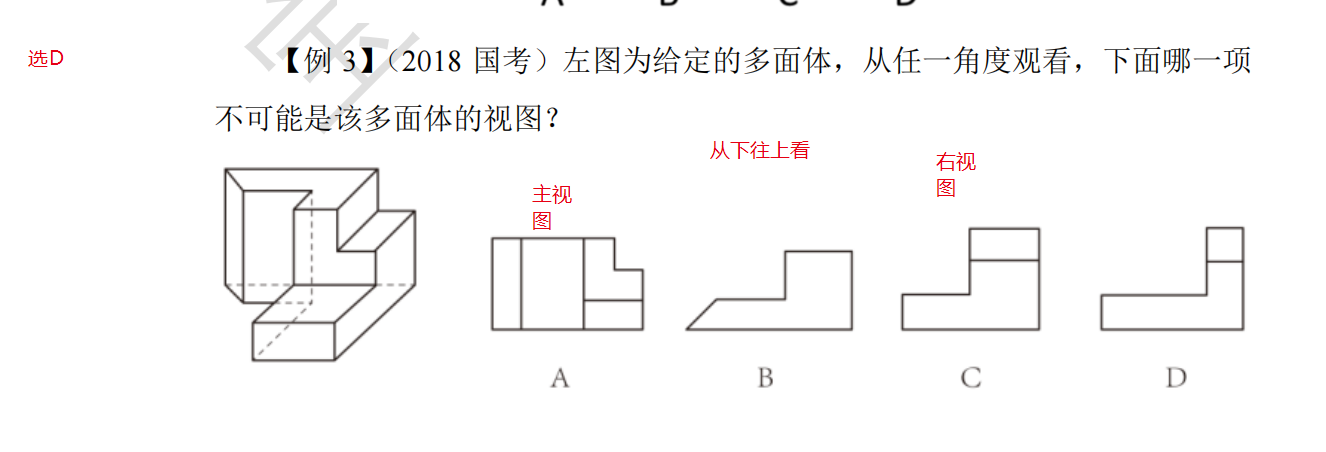 A B C D
选D
【例 3】（2018 国考）左图为给定的多面体，从任一角度观看，下面哪一项
不可能是该多面体的视图？
从下往上看
主视
图
右视
图
A B C D